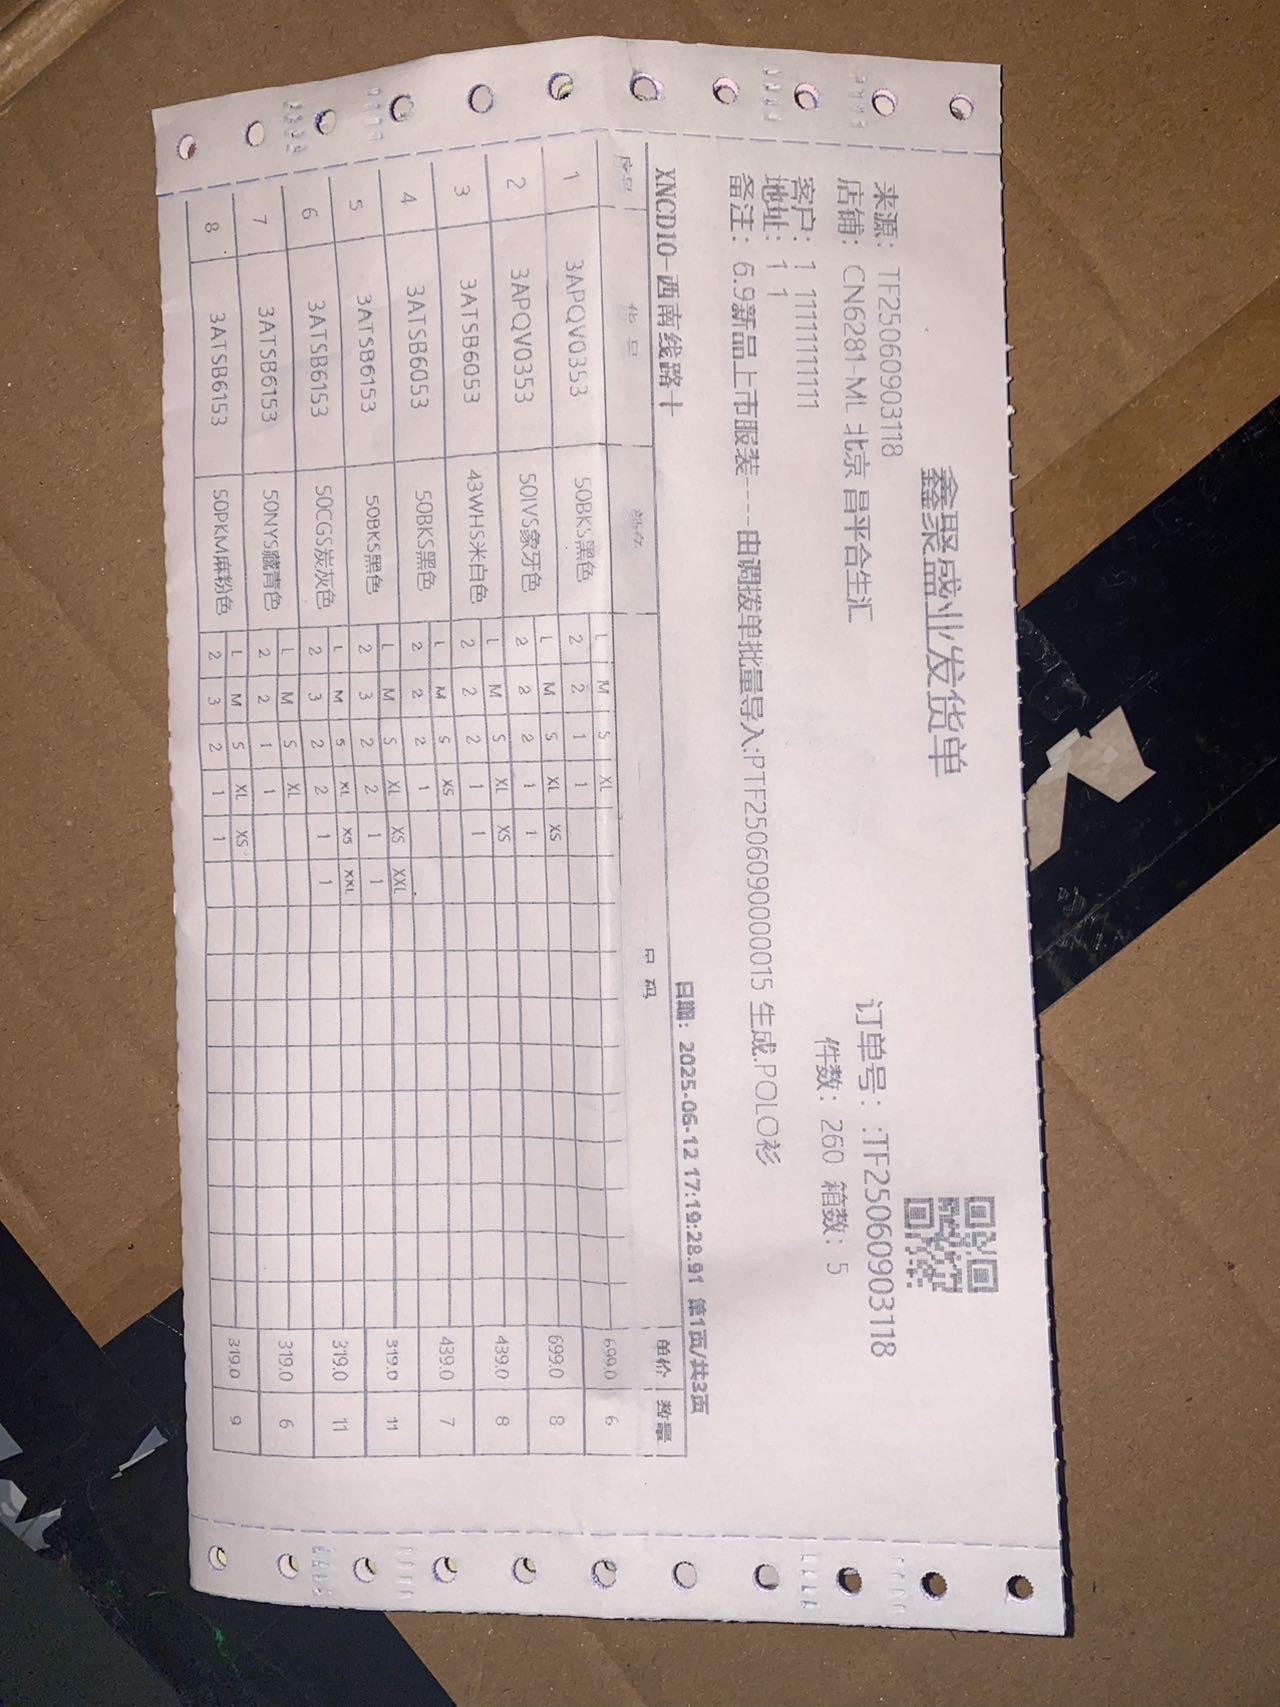 鑫聚盛业发货单
来源： TF25060903118
订单号：:TF25060903118
店铺：CN6281-ML 北京 昌平合生汇
件数：260 箱数：5
客户：1 11111111111
地址：1 1
备注： 6.9新品上市服装----由调拨单批量导入:PTF2506090000015 生成.POLO衫
日期： 2025-06-12 17:19:28.91 第1页/共3页
XNCD10-西南线路十
序号 单价 数量
L M S XL
1 3APQV0353 50BKS黑色 2 2 1 1 699.0 6
L M S XL XS
2 3APQV0353 50IVS象牙色 2 2 2 1 1 699.0 8
L M S XL XS
3 3ATSB6053 43WHS米白色 2 2 2 1 1 439.0 8
L M S XS
4 3ATSB6053 50BKS黑色 2 2 2 1 439.0 7
L M S XL XS XXL
5 3ATSB6153 50BKS黑色 2 3 2 2 1 1 319.0 11
L M S XL XS XXL
6 3ATSB6153 50CGS炭灰色 2 3 2 2 1 1 319.0 11
L M S XL
7 3ATSB6153 50NYS藏青色 2 2 1 1 319.0 6
L M S XL XS
8 3ATSB6153 50PKM麻粉色 2 3 2 1 1 319.0 9